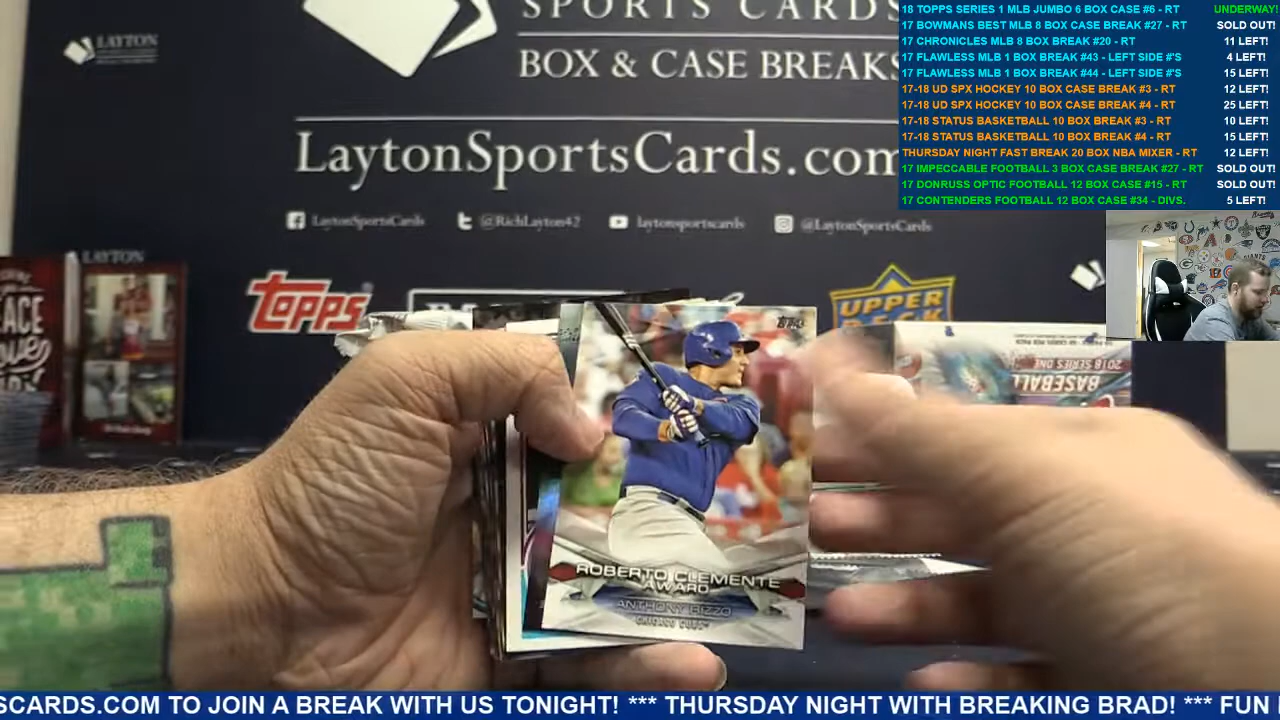 18 TOPPS SERIES 1 MLB JUMBO 6 BOX CASE #6 - RT UNDERWAY!
17 BOWMANS BEST MLB 8 BOX CASE BREAK #27 - RT SOLD OUT!
17 CHRONICLES MLB 8 BOX BREAK #20 - RT 11 LEFT!
17 FLAWLESS MLB 1 BOX BREAK #43 - LEFT SIDE #'S 4 LEFT!
17 FLAWLESS MLB 1 BOX BREAK #44 - LEFT SIDE #'S 15 LEFT!
17-18 UD SPX HOCKEY 10 BOX CASE BREAK #3 - RT 12 LEFT!
17-18 UD SPX HOCKEY 10 BOX CASE BREAK #4 - RT 25 LEFT!
17-18 STATUS BASKETBALL 10 BOX BREAK #3 - RT 10 LEFT!
17-18 STATUS BASKETBALL 10 BOX BREAK #4 - RT 15 LEFT!
THURSDAY NIGHT FAST BREAK 20 BOX NBA MIXER - RT 12 LEFT!
17 IMPECCABLE FOOTBALL 3 BOX CASE BREAK #27 - RT SOLD OUT!
17 DONRUSS OPTIC FOOTBALL 12 BOX CASE #15 - RT SOLD OUT!
17 CONTENDERS FOOTBALL 12 BOX CASE #34 - DIVS. 5 LEFT!
SPORTS CARDS
LAYTON
BOX & CASE BREAKS
LaytonSportsCards.com
LaytonSportsCards
@RichLayton42
laytonsportscards
@LaytonSportsCards
LAYTON
TOPPS
UPPER
DECK
2018 SERIES ONE
BASEBALL
TOPPS
ROBERTO CLEMENTE
AWARD
ANTHONY RIZZO
CHICAGO CUBS
SCARDS.COM TO JOIN A BREAK WITH US TONIGHT! *** THURSDAY NIGHT WITH BREAKING BRAD! *** FUN